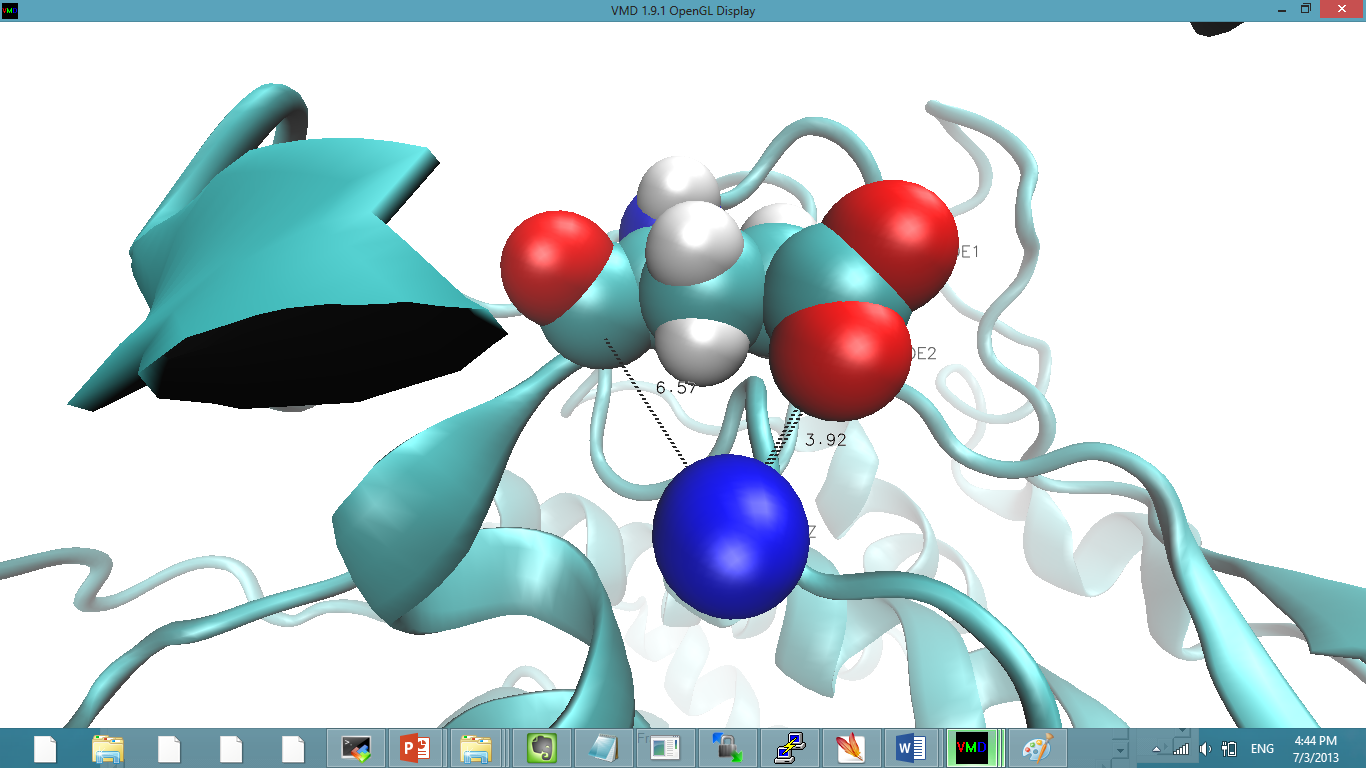 VMD 1.9.1 OpenGL Display
OE1
OE2
6.57
3.92
Z
ENG
4:44 PM
7/3/2013
VMD